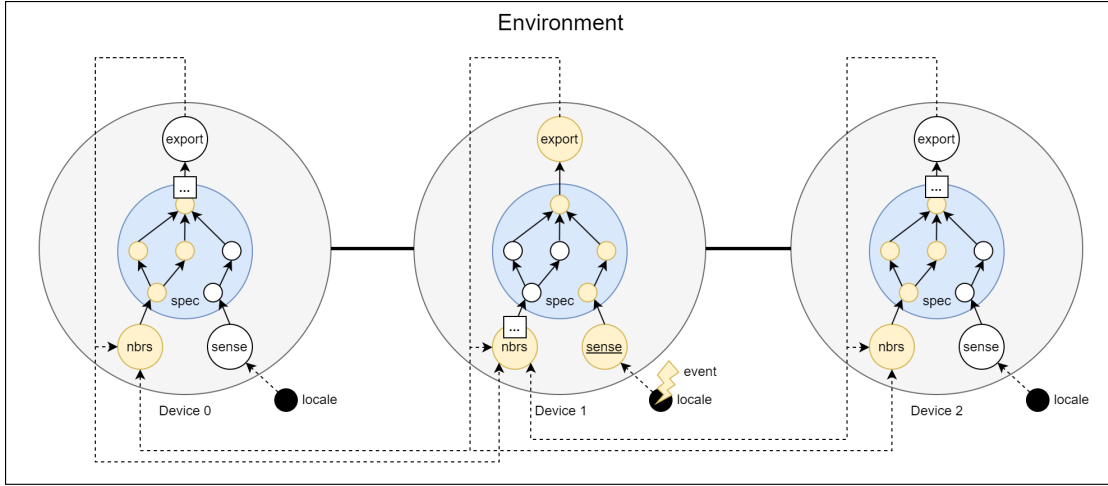 Environment
export
...
spec
nbrs
sense
locale
Device 0
export
spec
...
nbrs
sense
event
locale
Device 1
export
...
spec
nbrs
sense
locale
Device 2